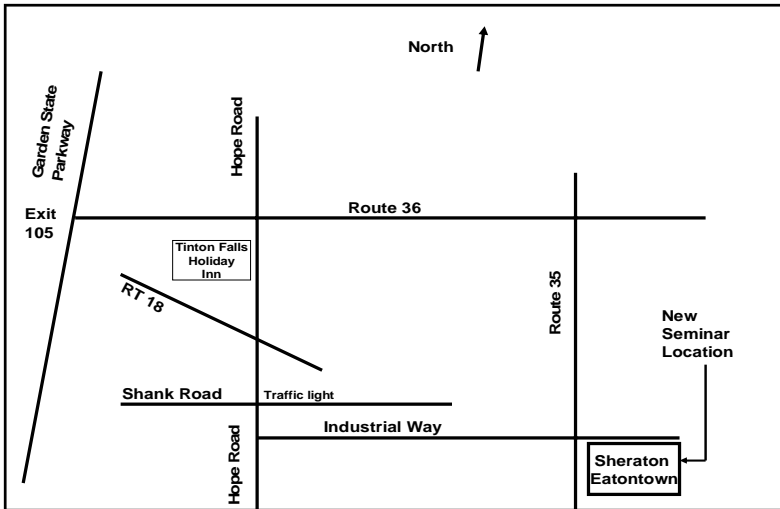 North
Garden State
Parkway
Hope Road
Exit
105
Route 36
Tinton Falls
Holiday
Inn
RT 18
Route 35
New
Seminar
Location
Shank Road
Traffic light
Industrial Way
Hope Road
Sheraton
Eatontown